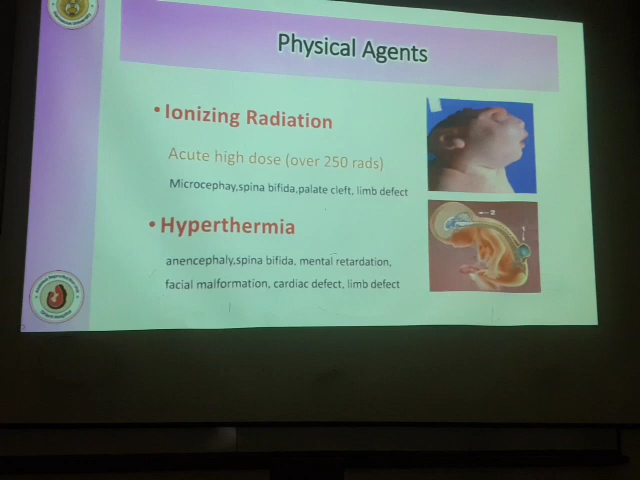 Physical Agents
• Ionizing Radiation
Acute high dose (over 250 rads)
Microcephay,spina bifida,palate cleft, limb defect
• Hyperthermia
anencephaly,spina bifida, mental retardation,
facial malformation, cardiac defect, limb defect